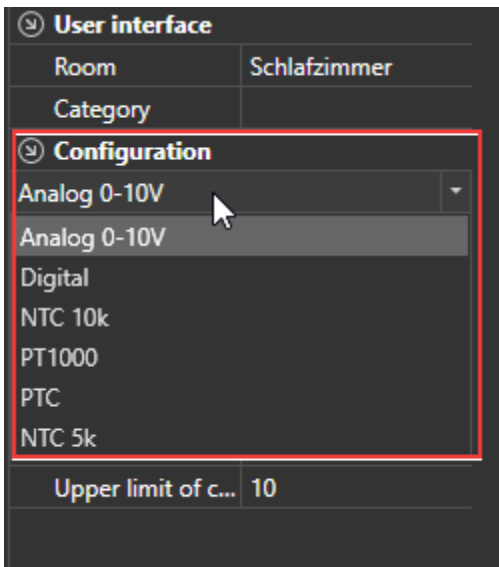 User interface
Room Schlafzimmer
Category
Configuration
Analog 0-10V
Analog 0-10V
Digital
NTC 10k
PT1000
PTC
NTC 5k
Upper limit of c... 10